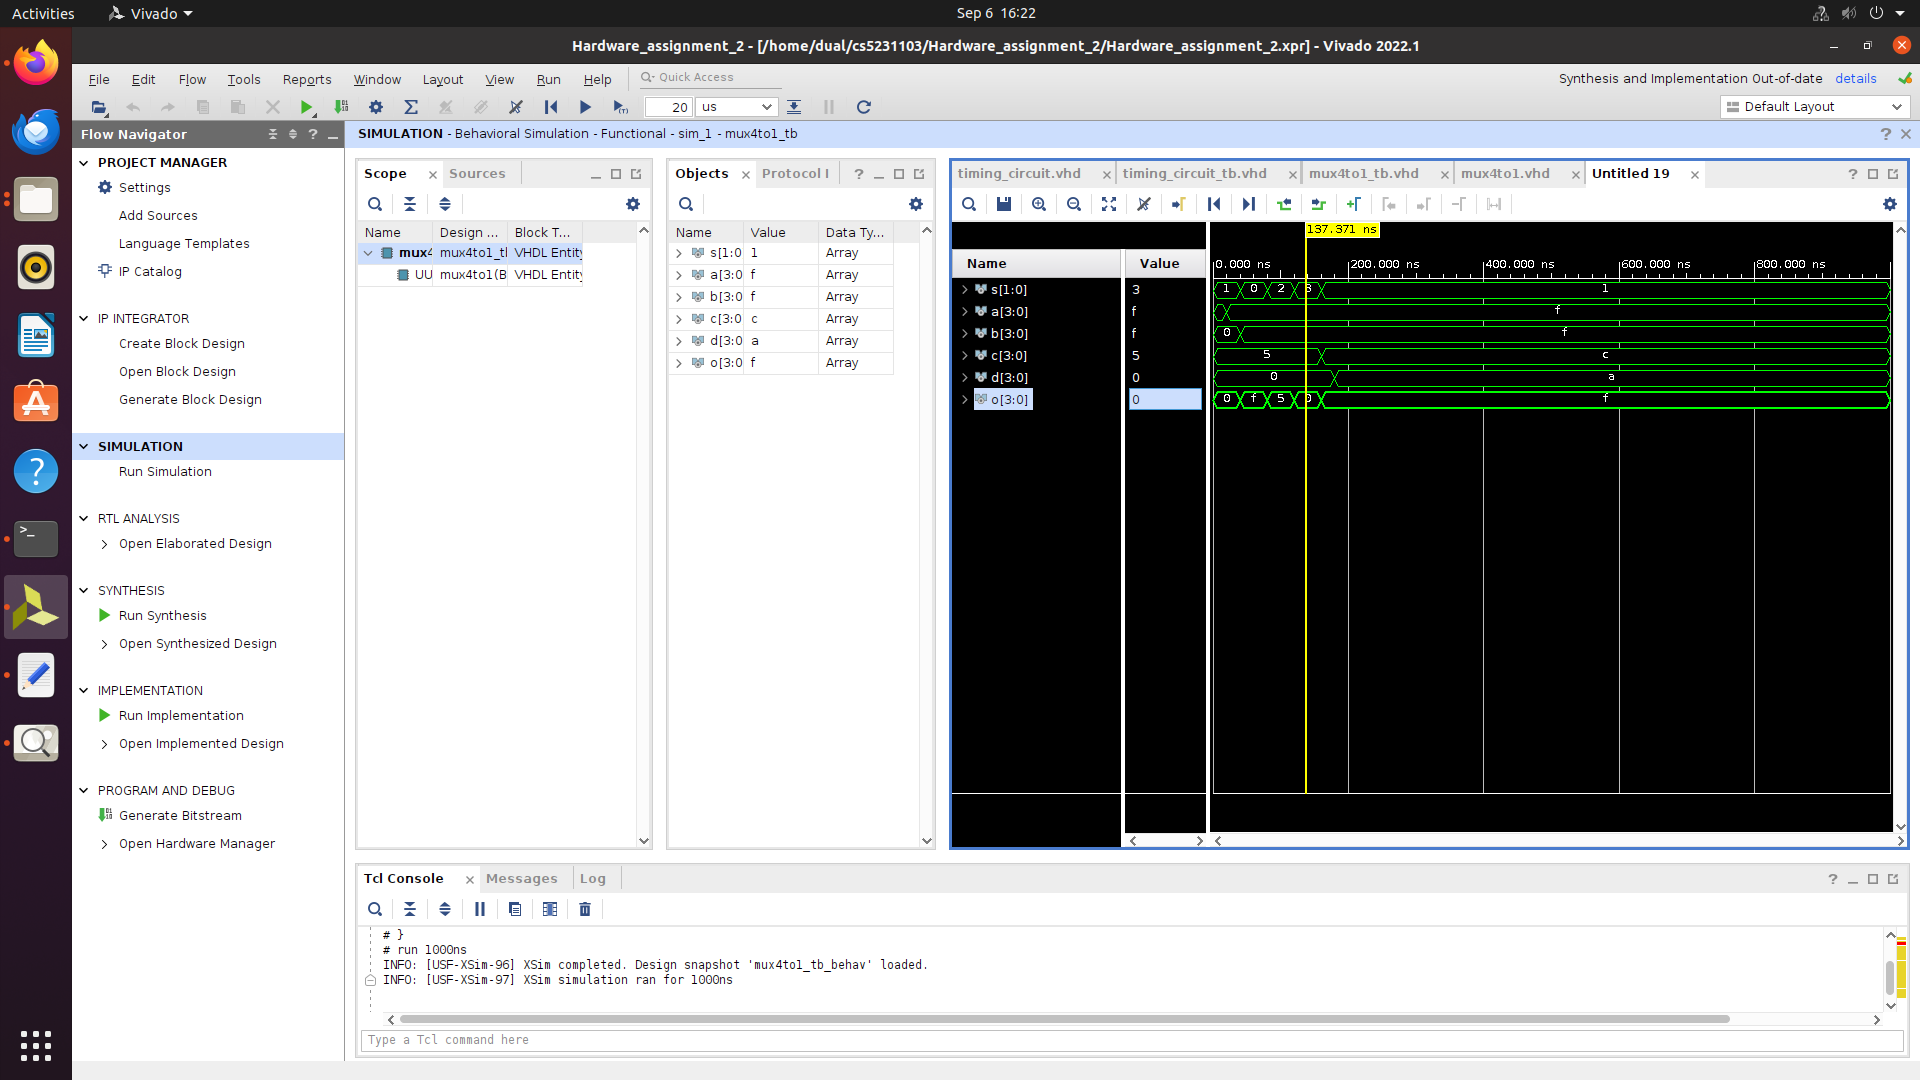 Activities
Vivado
Sep 6 16:22
Hardware_assignment_2 - [/home/dual/cs5231103/Hardware_assignment_2/Hardware_assignment_2.xpr] - Vivado 2022.1
File Edit Flow Tools Reports Window Layout View Run Help
Quick Access
Synthesis and Implementation Out-of-date details
20 us
Default Layout
Flow Navigator
PROJECT MANAGER
Settings
Add Sources
Language Templates
IP Catalog
IP INTEGRATOR
Create Block Design
Open Block Design
Generate Block Design
SIMULATION
Run Simulation
RTL ANALYSIS
Open Elaborated Design
SYNTHESIS
Run Synthesis
Open Synthesized Design
IMPLEMENTATION
Run Implementation
Open Implemented Design
PROGRAM AND DEBUG
Generate Bitstream
Open Hardware Manager
SIMULATION - Behavioral Simulation - Functional - sim_1 - mux4to1_tb
Scope Sources
Name Design ... Block T...
mux4 mux4to1_tl VHDL Entity
UU mux4to1(B VHDL Entity
Objects Protocol I
Name Value Data Ty...
s[1:0 1 Array
a[3:0 f Array
b[3:0 f Array
c[3:0 c Array
d[3:0 a Array
o[3:0 f Array
timing_circuit.vhd timing_circuit_tb.vhd mux4to1_tb.vhd mux4to1.vhd Untitled 19
137.371 ns
Name Value
0.000 ns 200.000 ns 400.000 ns 600.000 ns 800.000 ns
s[1:0] 3 1 0 2 3 1
a[3:0] f f
b[3:0] f 0 f
c[3:0] 5 5 c
d[3:0] 0 0 a
o[3:0] 0 0 f 5 0 f
Tcl Console Messages Log
# }
# run 1000ns
INFO: [USF-XSim-96] XSim completed. Design snapshot 'mux4to1_tb_behav' loaded.
INFO: [USF-XSim-97] XSim simulation ran for 1000ns
Type a Tcl command here